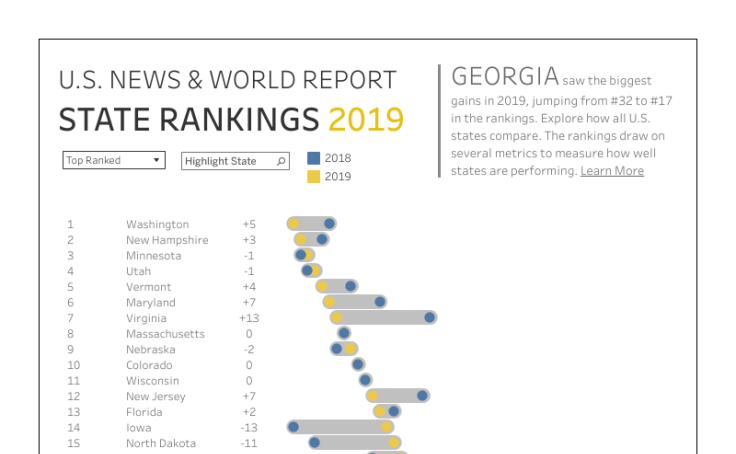 U.S. NEWS & WORLD REPORT
STATE RANKINGS 2019
GEORGIA saw the biggest
gains in 2019, jumping from #32 to #17
in the rankings. Explore how all U.S.
states compare. The rankings draw on
several metrics to measure how well
states are performing. Learn More
Top Ranked
Highlight State
2018
2019
1 Washington +5
2 New Hampshire +3
3 Minnesota -1
4 Utah -1
5 Vermont +4
6 Maryland +7
7 Virginia +13
8 Massachusetts 0
9 Nebraska -2
10 Colorado 0
11 Wisconsin 0
12 New Jersey +7
13 Florida +2
14 Iowa -13
15 North Dakota -11